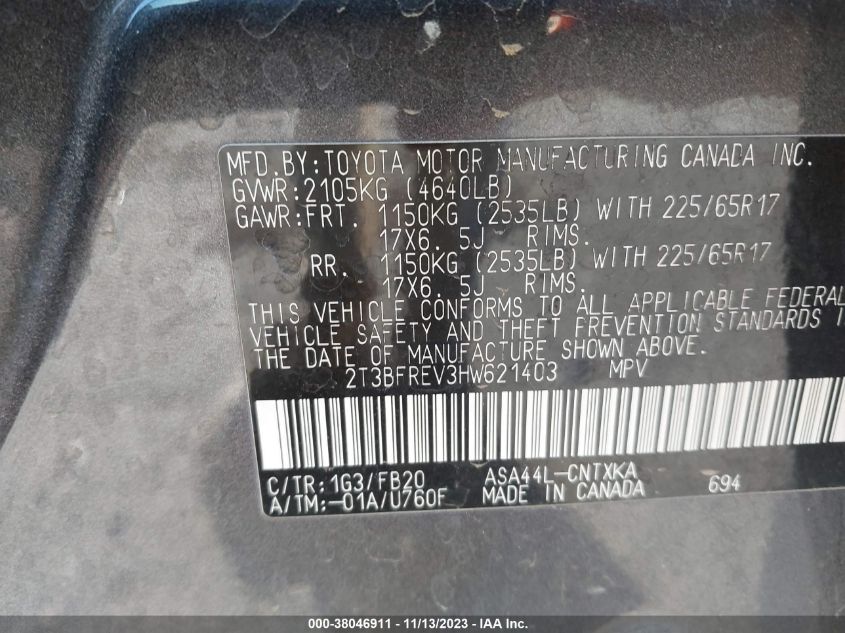 MFD.BY:TOYOTA MOTOR MANUFACTURING CANADA INC.
GVWR:2105KG (4640LB)
GAWR:FRT. 1150KG (2535LB) WITH 225/65R17
17X6.5J RIMS.
RR. 1150KG (2535LB) WITH 225/65R17
17X6.5J RIMS.
THIS VEHICLE CONFORMS TO ALL APPLICABLE FEDERAL
VEHICLE SAFETY AND THEFT PREVENTION STANDARDS I
THE DATE OF MANUFACTURE SHOWN ABOVE.
2T3BFREV3HW621403 MPV
C/TR:1G3/FB20 ASA44L-CNTXKA
A/TM:-01A/U760F MADE IN CANADA 694
000-38046911 - 11/13/2023 - IAA Inc.